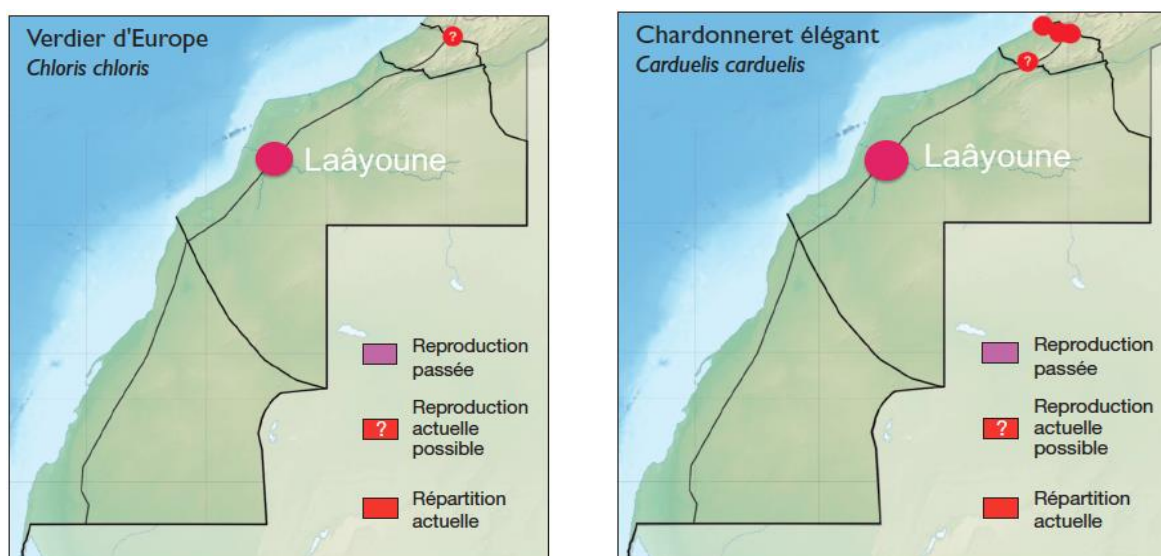 Verdier d'Europe
Chloris chloris
?
Laâyoune
Reproduction
passée
?
Reproduction
actuelle
possible
Répartition
actuelle
Chardonneret élégant
Carduelis carduelis
?
Laâyoune
Reproduction
passée
?
Reproduction
actuelle
possible
Répartition
actuelle